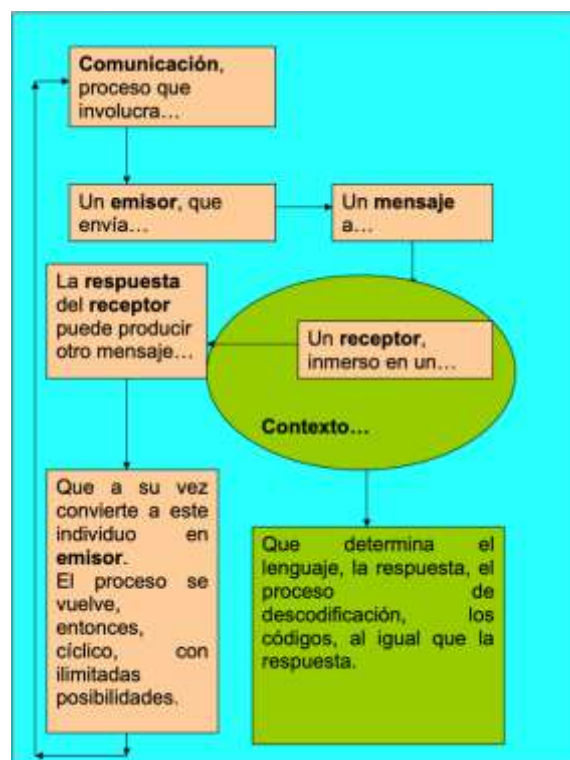 Comunicación,
proceso que
involucra…
Un emisor, que
envía…
Un mensaje
a…
La respuesta
del receptor
puede producir
otro mensaje…
Un receptor,
inmerso en un…
Contexto…
Que a su vez
convierte a este
individuo en
emisor.
El proceso se
vuelve,
entonces,
cíclico, con
ilimitadas
posibilidades.
Que determina el
lenguaje, la respuesta, el
proceso de
descodificación, los
códigos, al igual que la
respuesta.